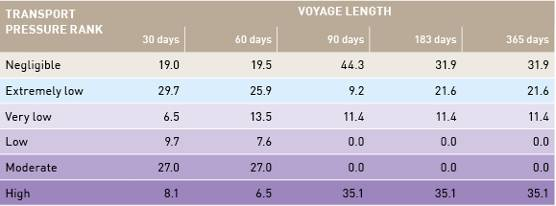 TRANSPORT PRESSURE RANK VOYAGE LENGTH
30 days 60 days 90 days 183 days 365 days
Negligible 19.0 19.5 44.3 31.9 31.9
Extremely low 29.7 25.9 9.2 21.6 21.6
Very low 6.5 13.5 11.4 11.4 11.4
Low 9.7 7.6 0.0 0.0 0.0
Moderate 27.0 27.0 0.0 0.0 0.0
High 8.1 6.5 35.1 35.1 35.1